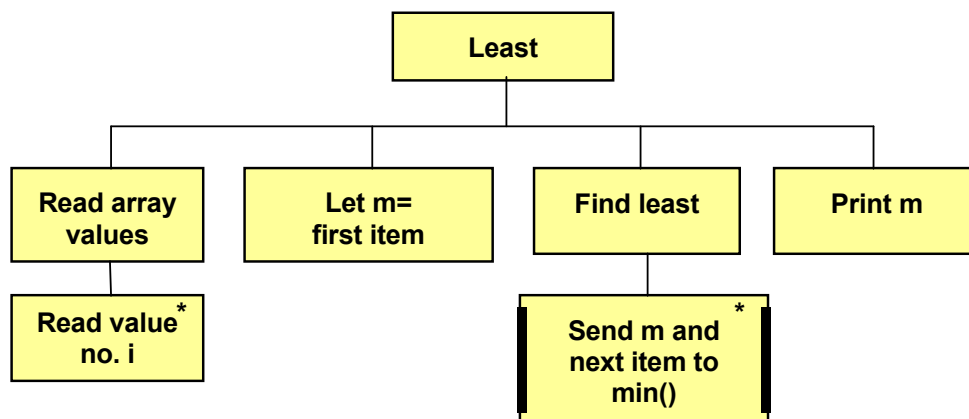 Least
Read array
values
Let m=
first item
Find least
Print m
Read value*
no. i
*
Send m and
next item to
min()